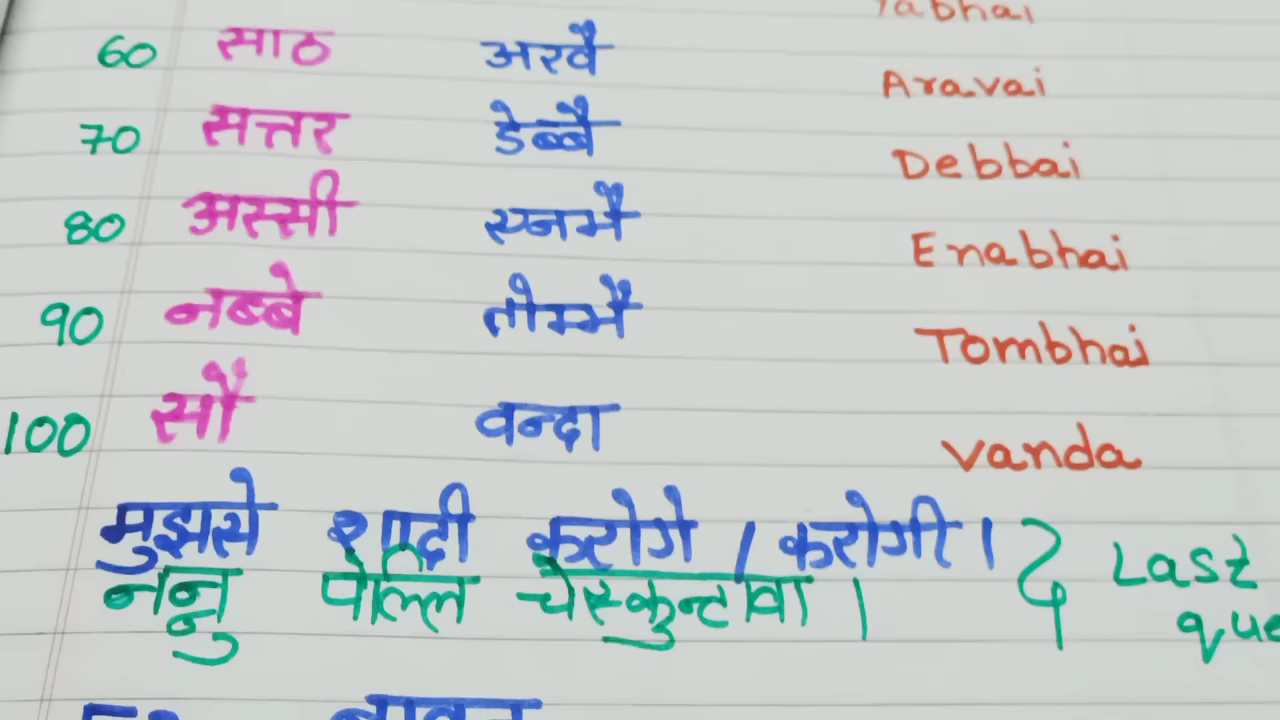 60 साठ अरवै Aravai
70 सत्तर डेब्बै Debbai
80 अस्सी एनभै Enabhai
90 नब्बे तोम्भै Tombhai
100 सौ वन्दा vanda
मुझसे शादी करोगे / करोगी।
नन्नु पेल्लि चेस्कुन्टावा । Last